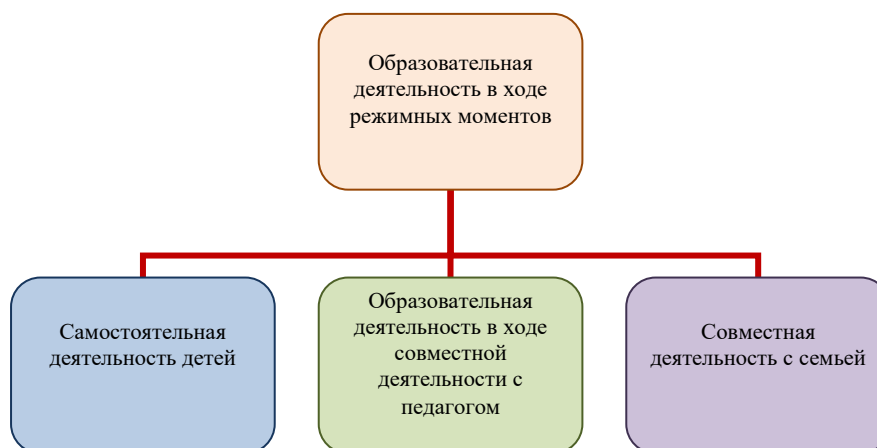 Образовательная
деятельность в ходе
режимных моментов
Самостоятельная
деятельность детей
Образовательная
деятельность в ходе
совместной
деятельности с
педагогом
Совместная
деятельность с семьей